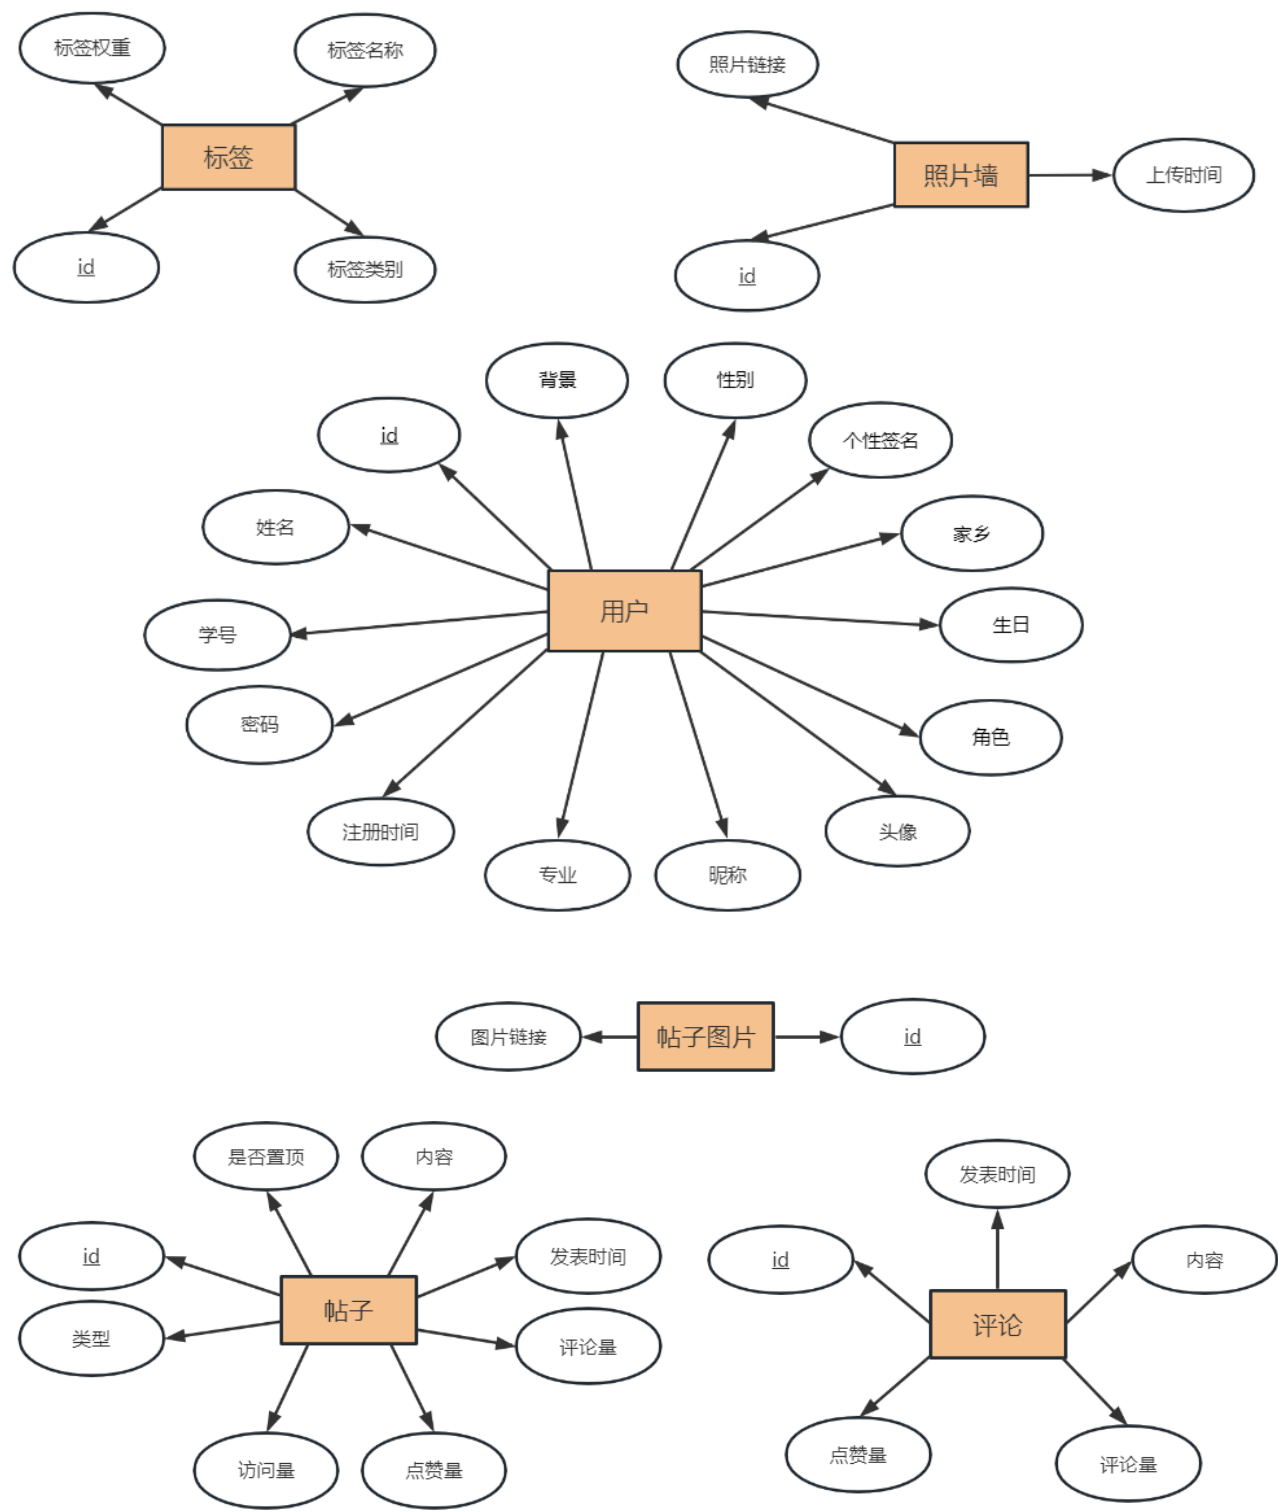 标签权重
标签名称
标签
id
标签类别
照片链接
照片墙
上传时间
id
背景
性别
id
个性签名
姓名
家乡
用户
学号
生日
密码
角色
注册时间
头像
专业
昵称
图片链接
帖子图片
id
是否置顶
内容
id
发表时间
帖子
类型
评论量
访问量
点赞量
发表时间
id
内容
评论
点赞量
评论量